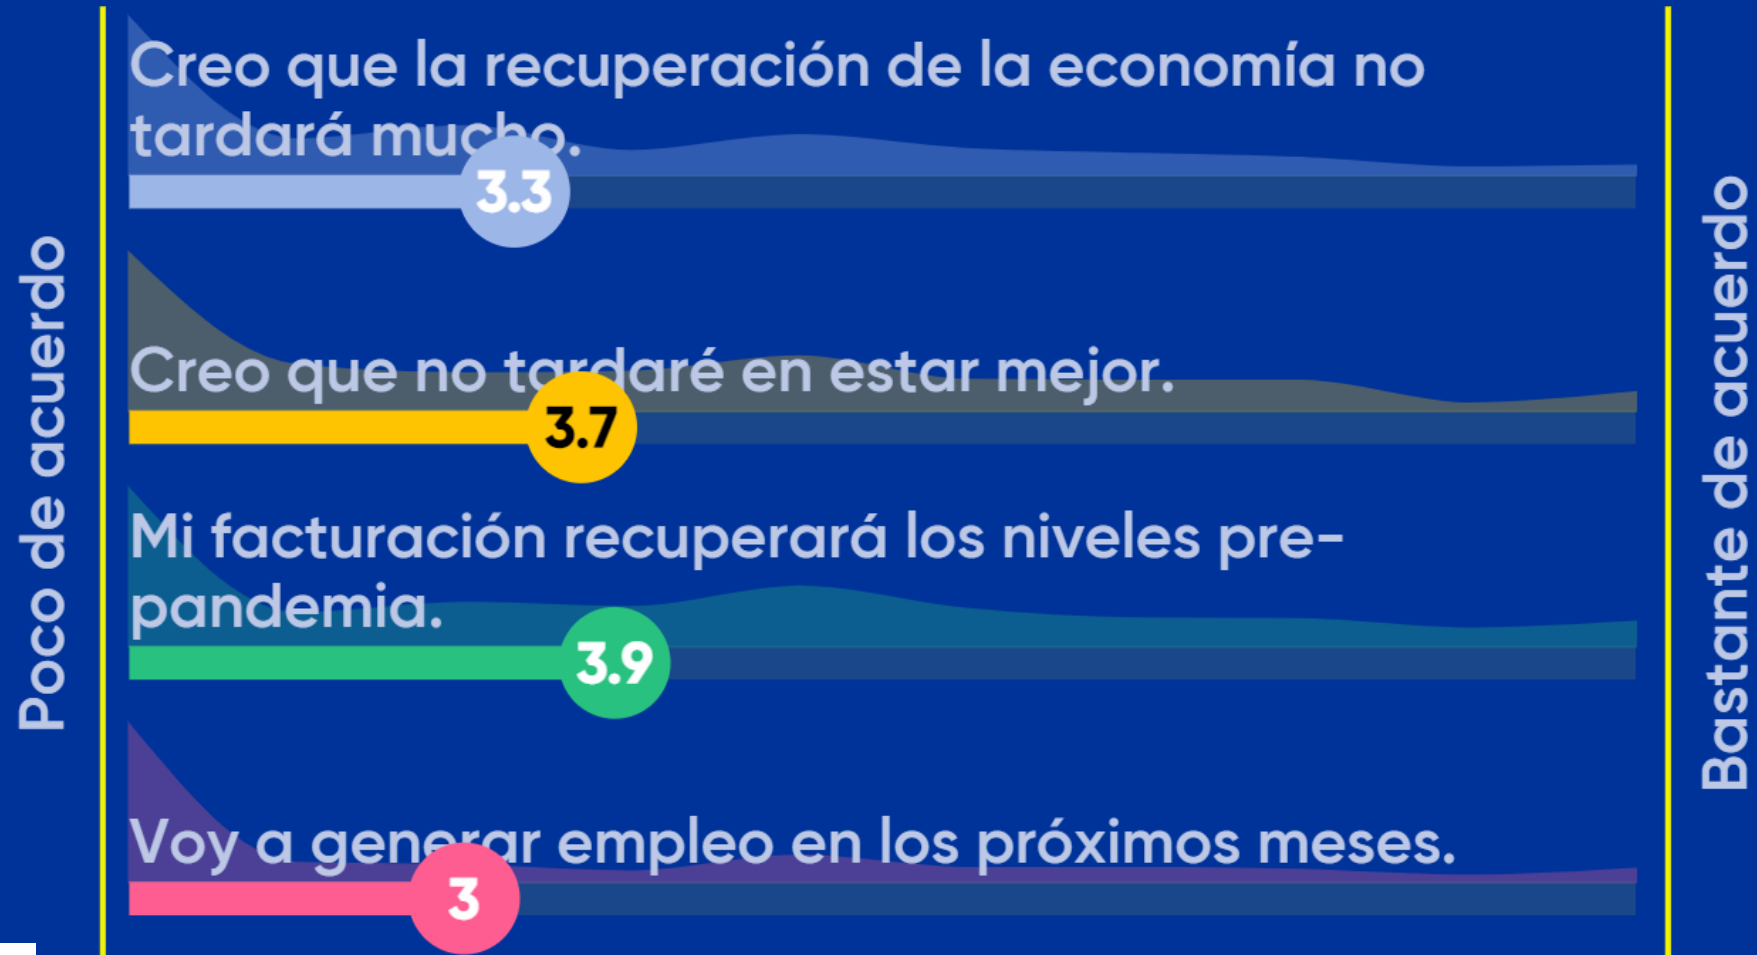 Poco de acuerdo
Creo que la recuperación de la economía no
tardará mucho.
3.3
Creo que no tardaré en estar mejor.
3.7
Mi facturación recuperará los niveles pre-
pandemia.
3.9
Voy a generar empleo en los próximos meses.
3
Bastante de acuerdo